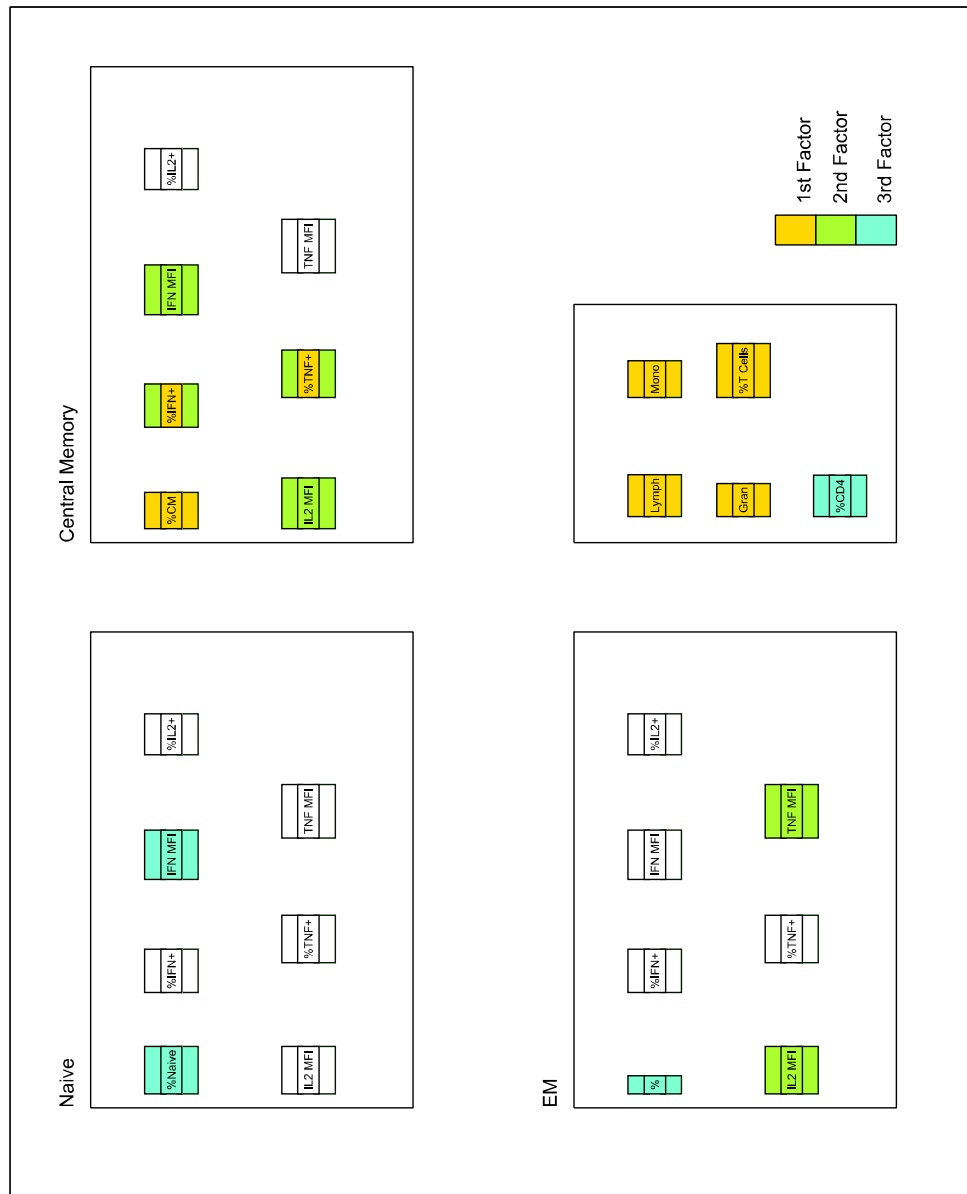 Naive
%Naive
%IFN+
IFN MFI
%IL2+
IL2 MFI
%TNF+
TNF MFI
Central Memory
%CM
%IFN+
IFN MFI
%IL2+
IL2 MFI
%TNF+
TNF MFI
EM
%
%IFN+
IFN MFI
%IL2+
IL2 MFI
%TNF+
TNF MFI
Lymph
Mono
Gran
%T Cells
%CD4
1st Factor
2nd Factor
3rd Factor